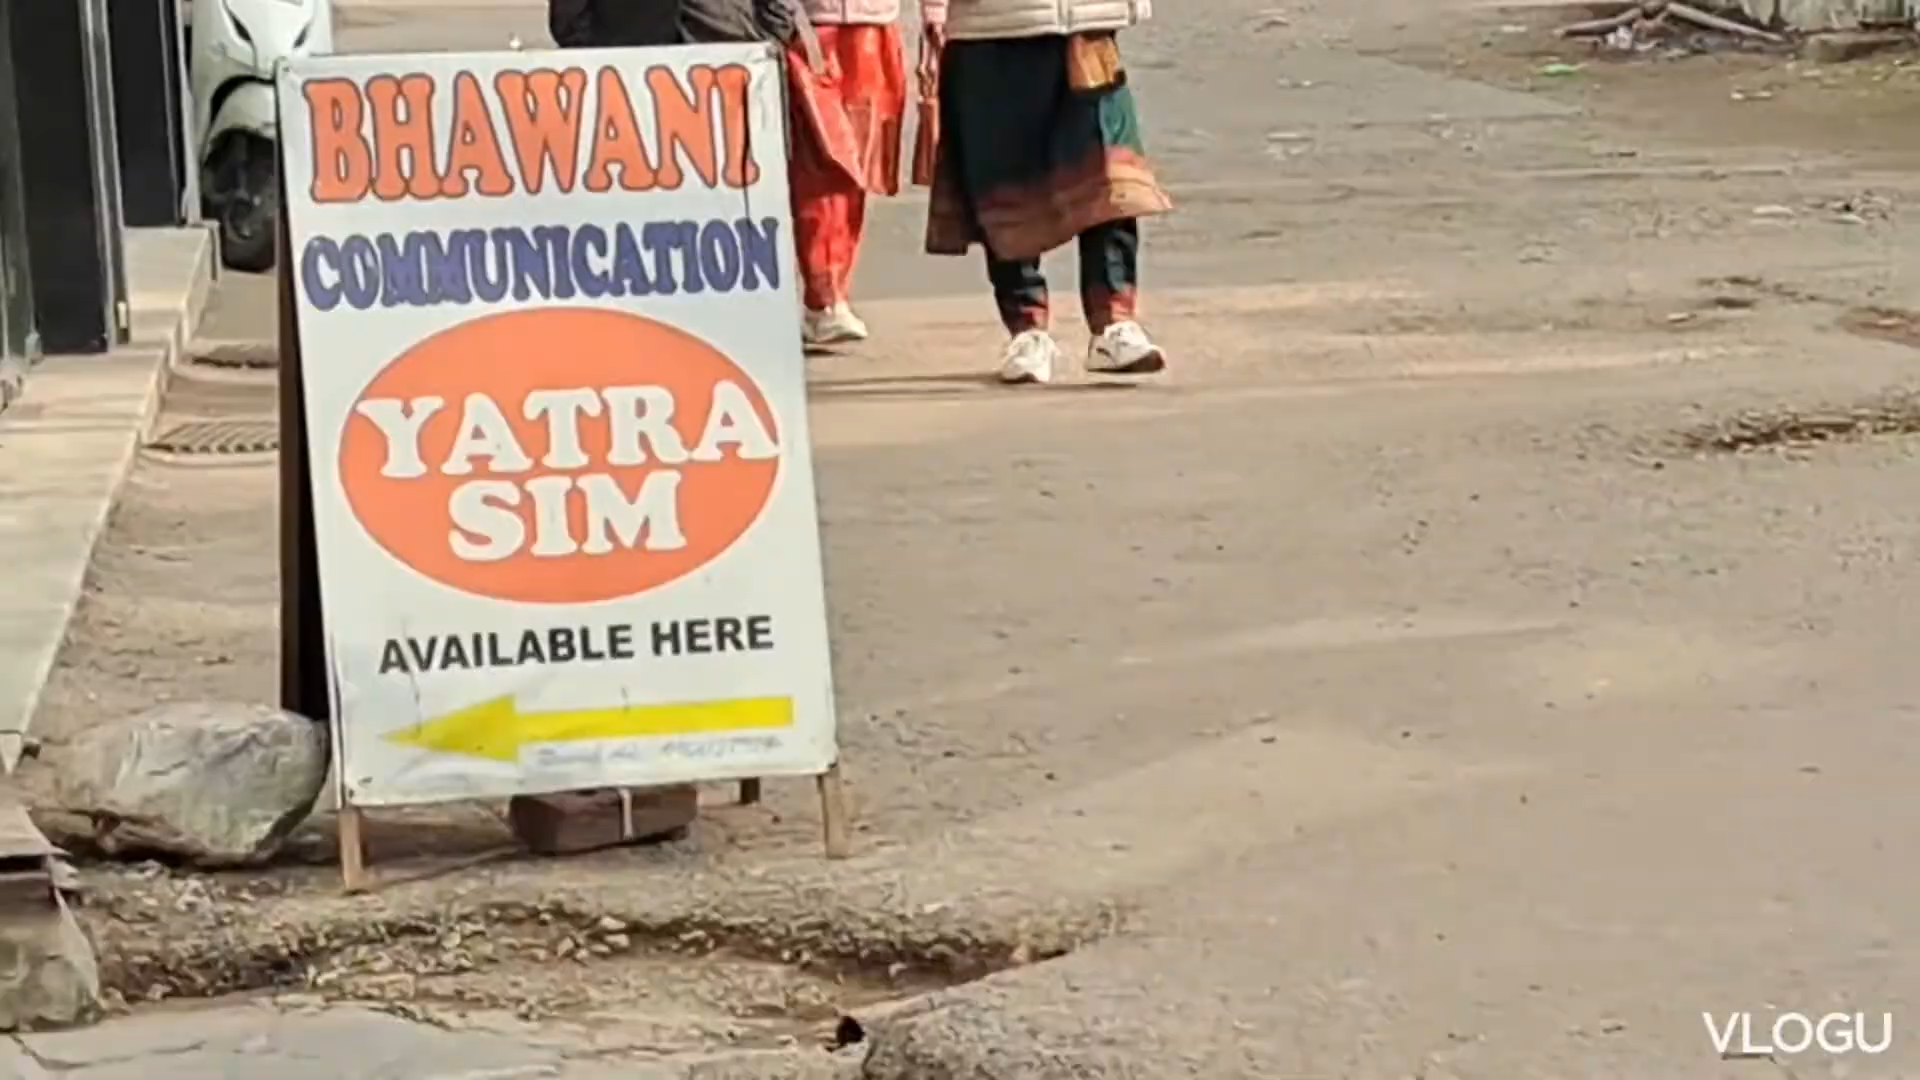 BHAWANI
COMMUNICATION
YATRA
SIM
AVAILABLE HERE
VLOGU